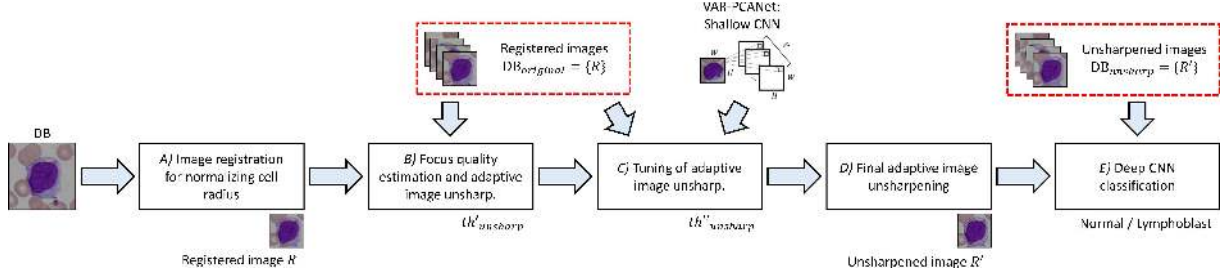 VAR-PCANet:
Shallow CNN
Registered images
DB_original = {R}
Unsharpened images
DB_unsharp = {R'}
W
H
W
H
DB
A) Image registration
for normalizing cell
radius
B) Focus quality
estimation and adaptive
image unsharp.
C) Tuning of adaptive
image unsharp.
D) Final adaptive image
unsharpening
E) Deep CNN
classification
th'_unsharp
th''_unsharp
Normal / Lymphoblast
Registered image R
Unsharpened image R'